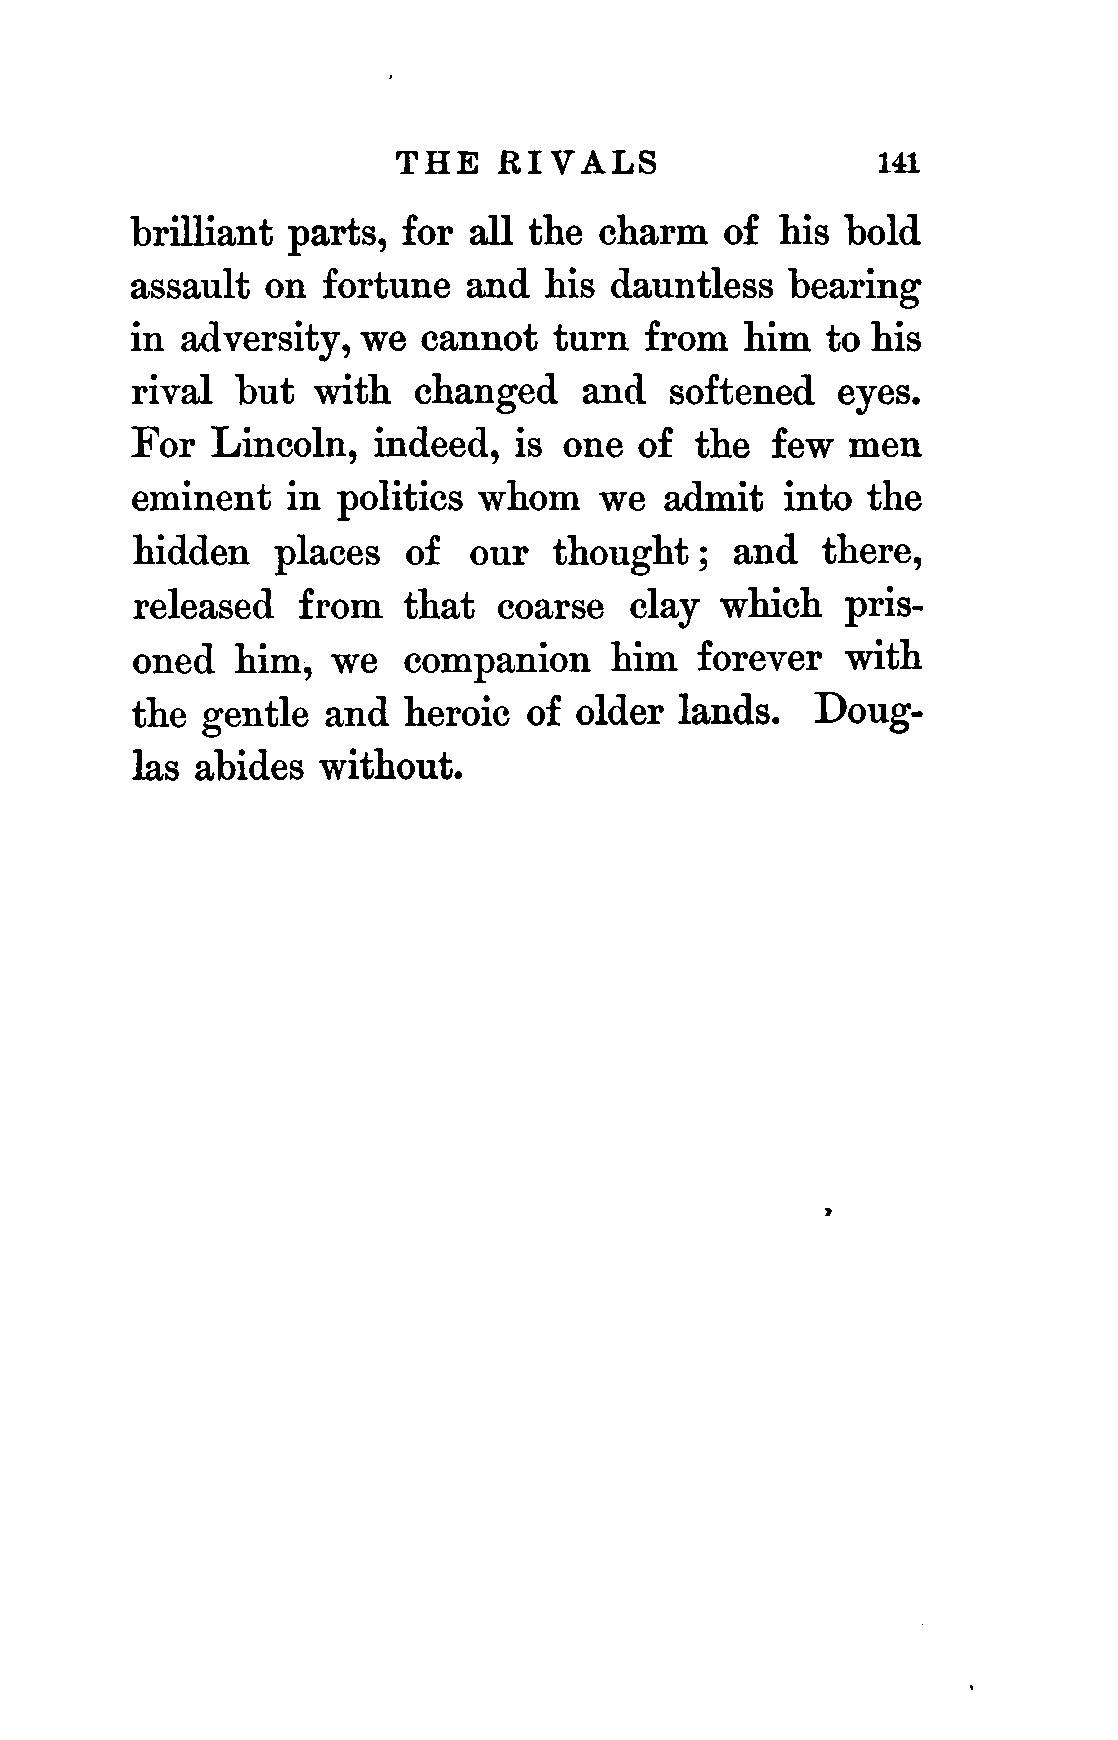 THE RIVALS 141
brilliant parts, for all the charm of his bold
assault on fortune and his dauntless bearing
in adversity, we cannot turn from him to his
rival but with changed and softened eyes.
For Lincoln, indeed, is one of the few men
eminent in politics whom we admit into the
hidden places of our thought; and there,
released from that coarse clay which pris-
oned him, we companion him forever with
the gentle and heroic of older lands. Doug-
las abides without.